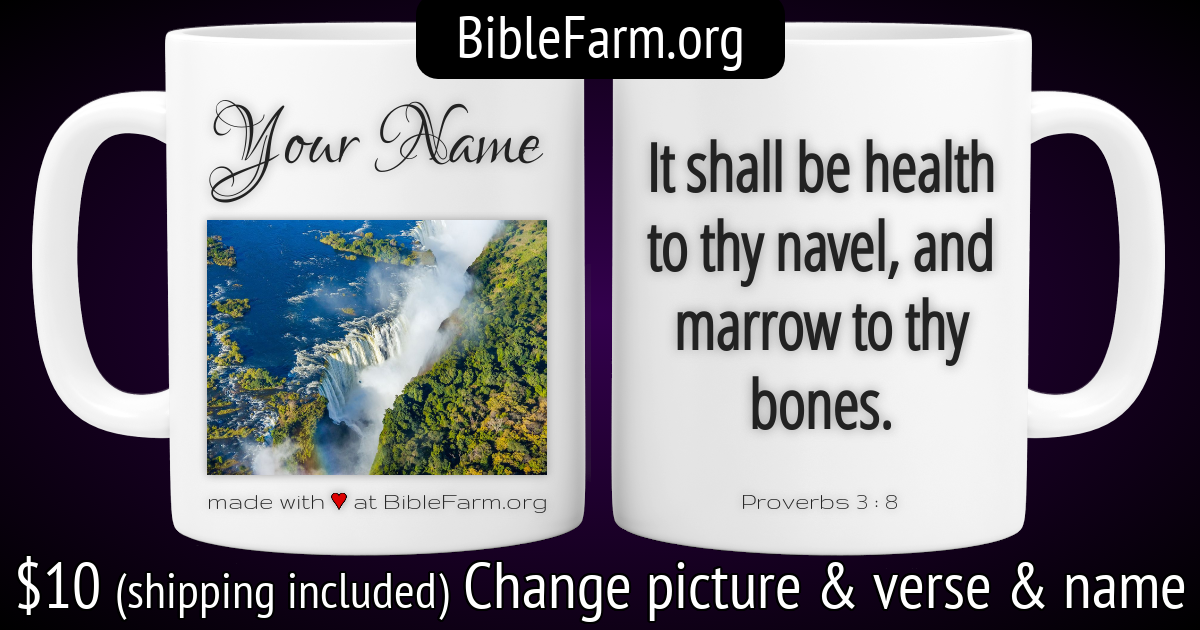 BibleFarm.org
Your Name
made with ♥ at BibleFarm.org
It shall be health
to thy navel, and
marrow to thy
bones.
Proverbs 3 : 8
$10 (shipping included) Change picture & verse & name